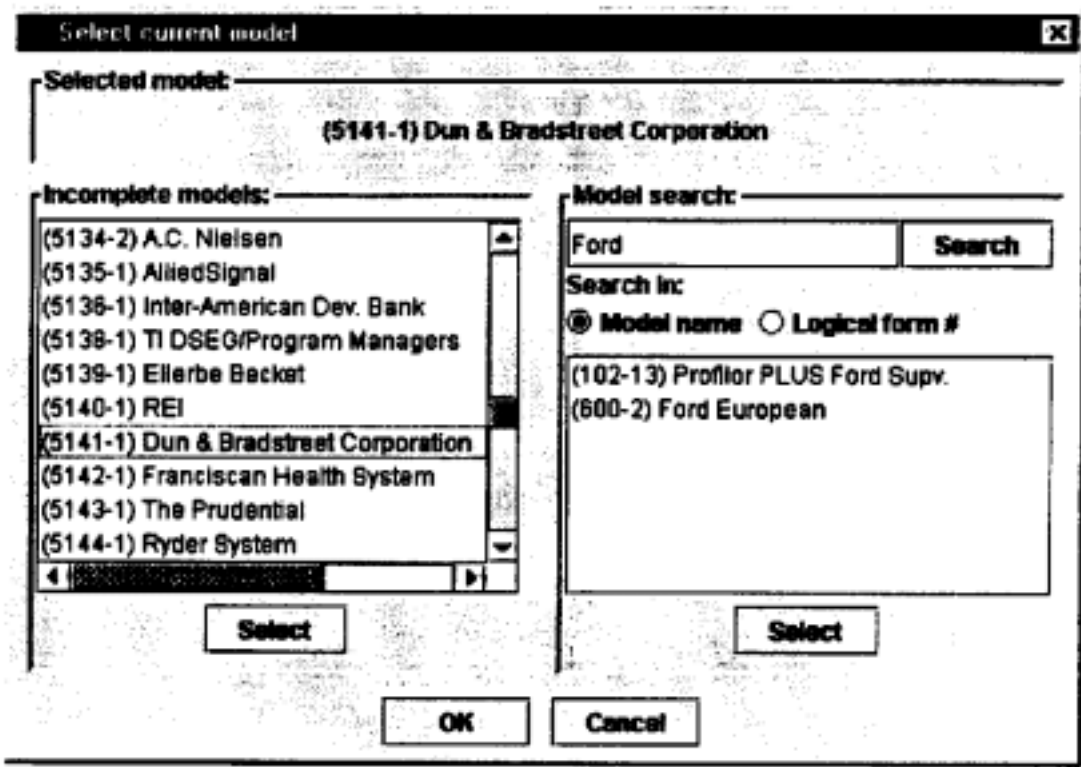 Select current model
Selected model:
(5141-1) Dun & Bradstreet Corporation
Incomplete models:
(5134-2) A.C. Nielsen
(5135-1) AlliedSignal
(5136-1) Inter-American Dev. Bank
(5138-1) TI DSEG/Program Managers
(5139-1) Ellerbe Becket
(5140-1) REI
(5141-1) Dun & Bradstreet Corporation
(5142-1) Franciscan Health System
(5143-1) The Prudential
(5144-1) Ryder System
Select
Model search:
Ford
Search
Search in:
Model name
Logical form #
(102-13) Profilor PLUS Ford Supv.
(600-2) Ford European
Select
OK
Cancel